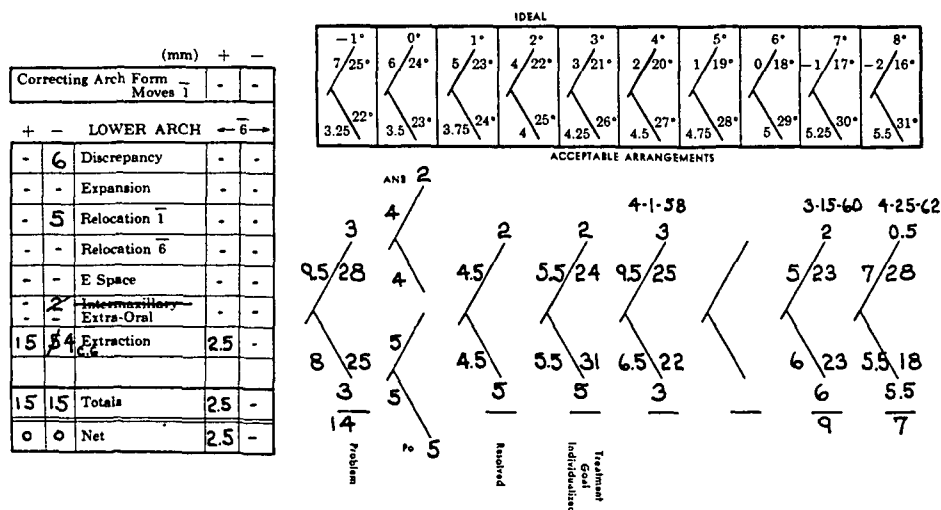 IDEAL
-1° 0° 1° 2° 3° 4° 5° 6° 7° 8°
7 25° 6 24° 5 23° 4 22° 3 21° 2 20° 1 19° 0 18° -1 17° -2 16°
3.25 22° 3.5 23° 3.75 24° 4 25° 4.25 26° 4.5 27° 4.75 28° 5 29° 5.25 30° 5.5 31°
ACCEPTABLE ARRANGEMENTS
(mm) + -
Correcting Arch Form - -
Moves 1
+ - LOWER ARCH 6
- 6 Discrepancy - -
- - Expansion - -
- 5 Relocation 1 - -
- - Relocation 6 - -
- - E Space - -
- 2 Intermaxillary - -
- - Extra-Oral
15 4 Extraction 2.5 -
15 15 Totals 2.5 -
0 0 Net 2.5 -
4-1-58 3-15-60 4-25-62
ANB 2
3 4 2 2 3 2 0.5
9.5 28 4 4.5 5.5 24 9.5 25 5 23 7 28
8 25 5 4.5 5.5 31 6.5 22 6 23 5.5 18
3 5 5 5 3 6 5.5
14 9 7
Po 5
Problem
Resolved
Treatment
Goal
Individualized